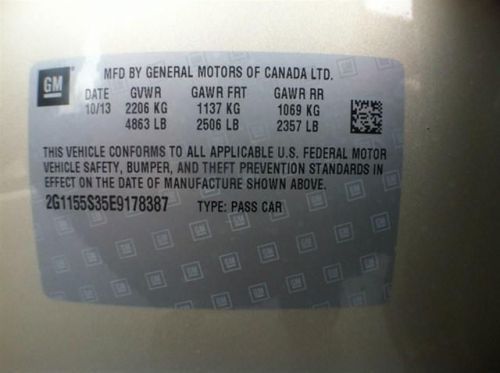 GM MFD BY GENERAL MOTORS OF CANADA LTD.
DATE GVWR GAWR FRT GAWR RR
10/13 2206 KG 1137 KG 1069 KG
4863 LB 2506 LB 2357 LB
THIS VEHICLE CONFORMS TO ALL APPLICABLE U.S. FEDERAL MOTOR
VEHICLE SAFETY, BUMPER, AND THEFT PREVENTION STANDARDS IN
EFFECT ON THE DATE OF MANUFACTURE SHOWN ABOVE.
2G1155S35E9178387 TYPE: PASS CAR